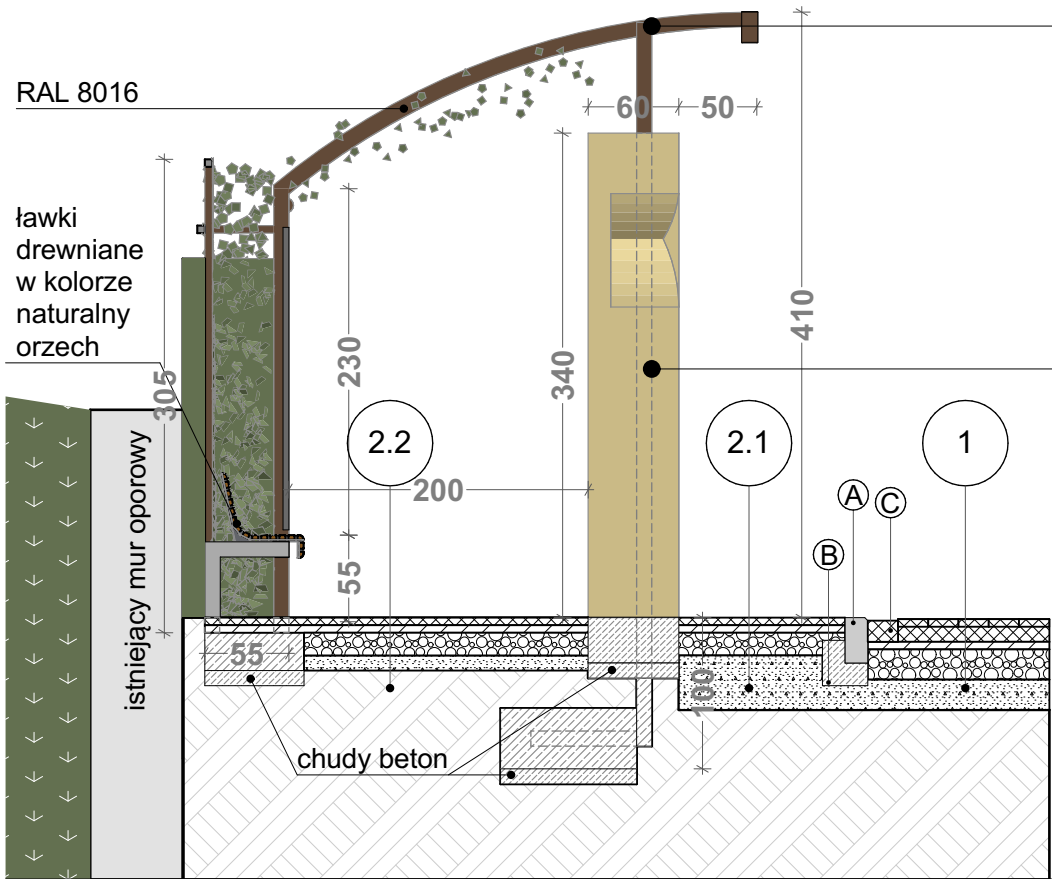 RAL 8016
60
50
ławki
drewniane
w kolorze
naturalny
orzech
305
230
340
410
2.2
2.1
1
200
A
C
B
55
istniejący mur oporowy
55
100
chudy beton